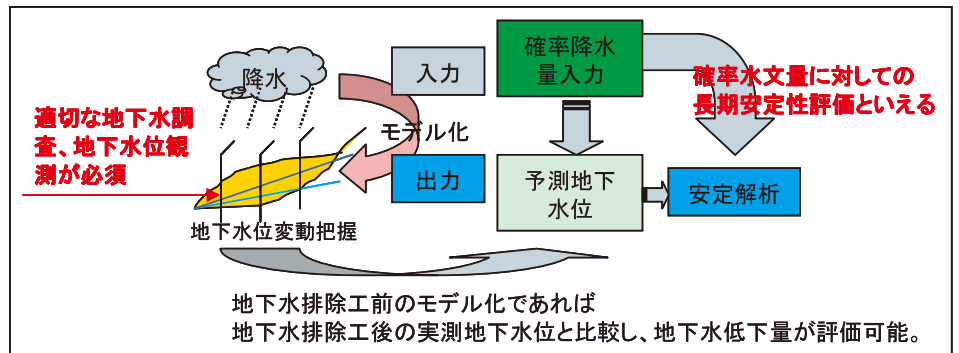 降水
適切な地下水調
査、地下水位観
測が必須
地下水位変動把握
モデル化
入力
出力
確率降水
量入力
予測地下
水位
安定解析
確率水文量に対しての
長期安定性評価といえる
地下水排除工前のモデル化であれば
地下水排除工後の実測地下水位と比較し、地下水低下量が評価可能。